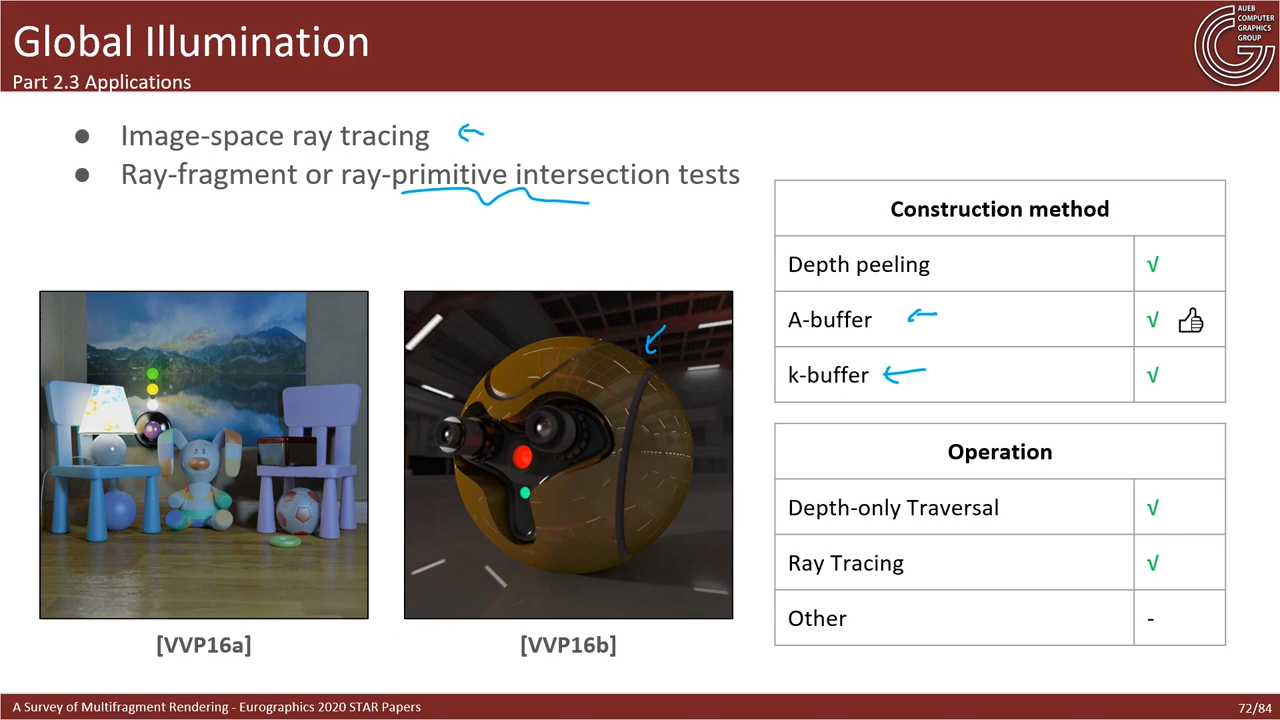 Global Illumination
Part 2.3 Applications
AUEB
COMPUTER
GRAPHICS
GROUP
● Image-space ray tracing
● Ray-fragment or ray-primitive intersection tests
Construction method
Depth peeling √
A-buffer √
k-buffer √
Operation
Depth-only Traversal √
Ray Tracing √
Other -
[VVP16a]
[VVP16b]
A Survey of Multifragment Rendering - Eurographics 2020 STAR Papers
72/84